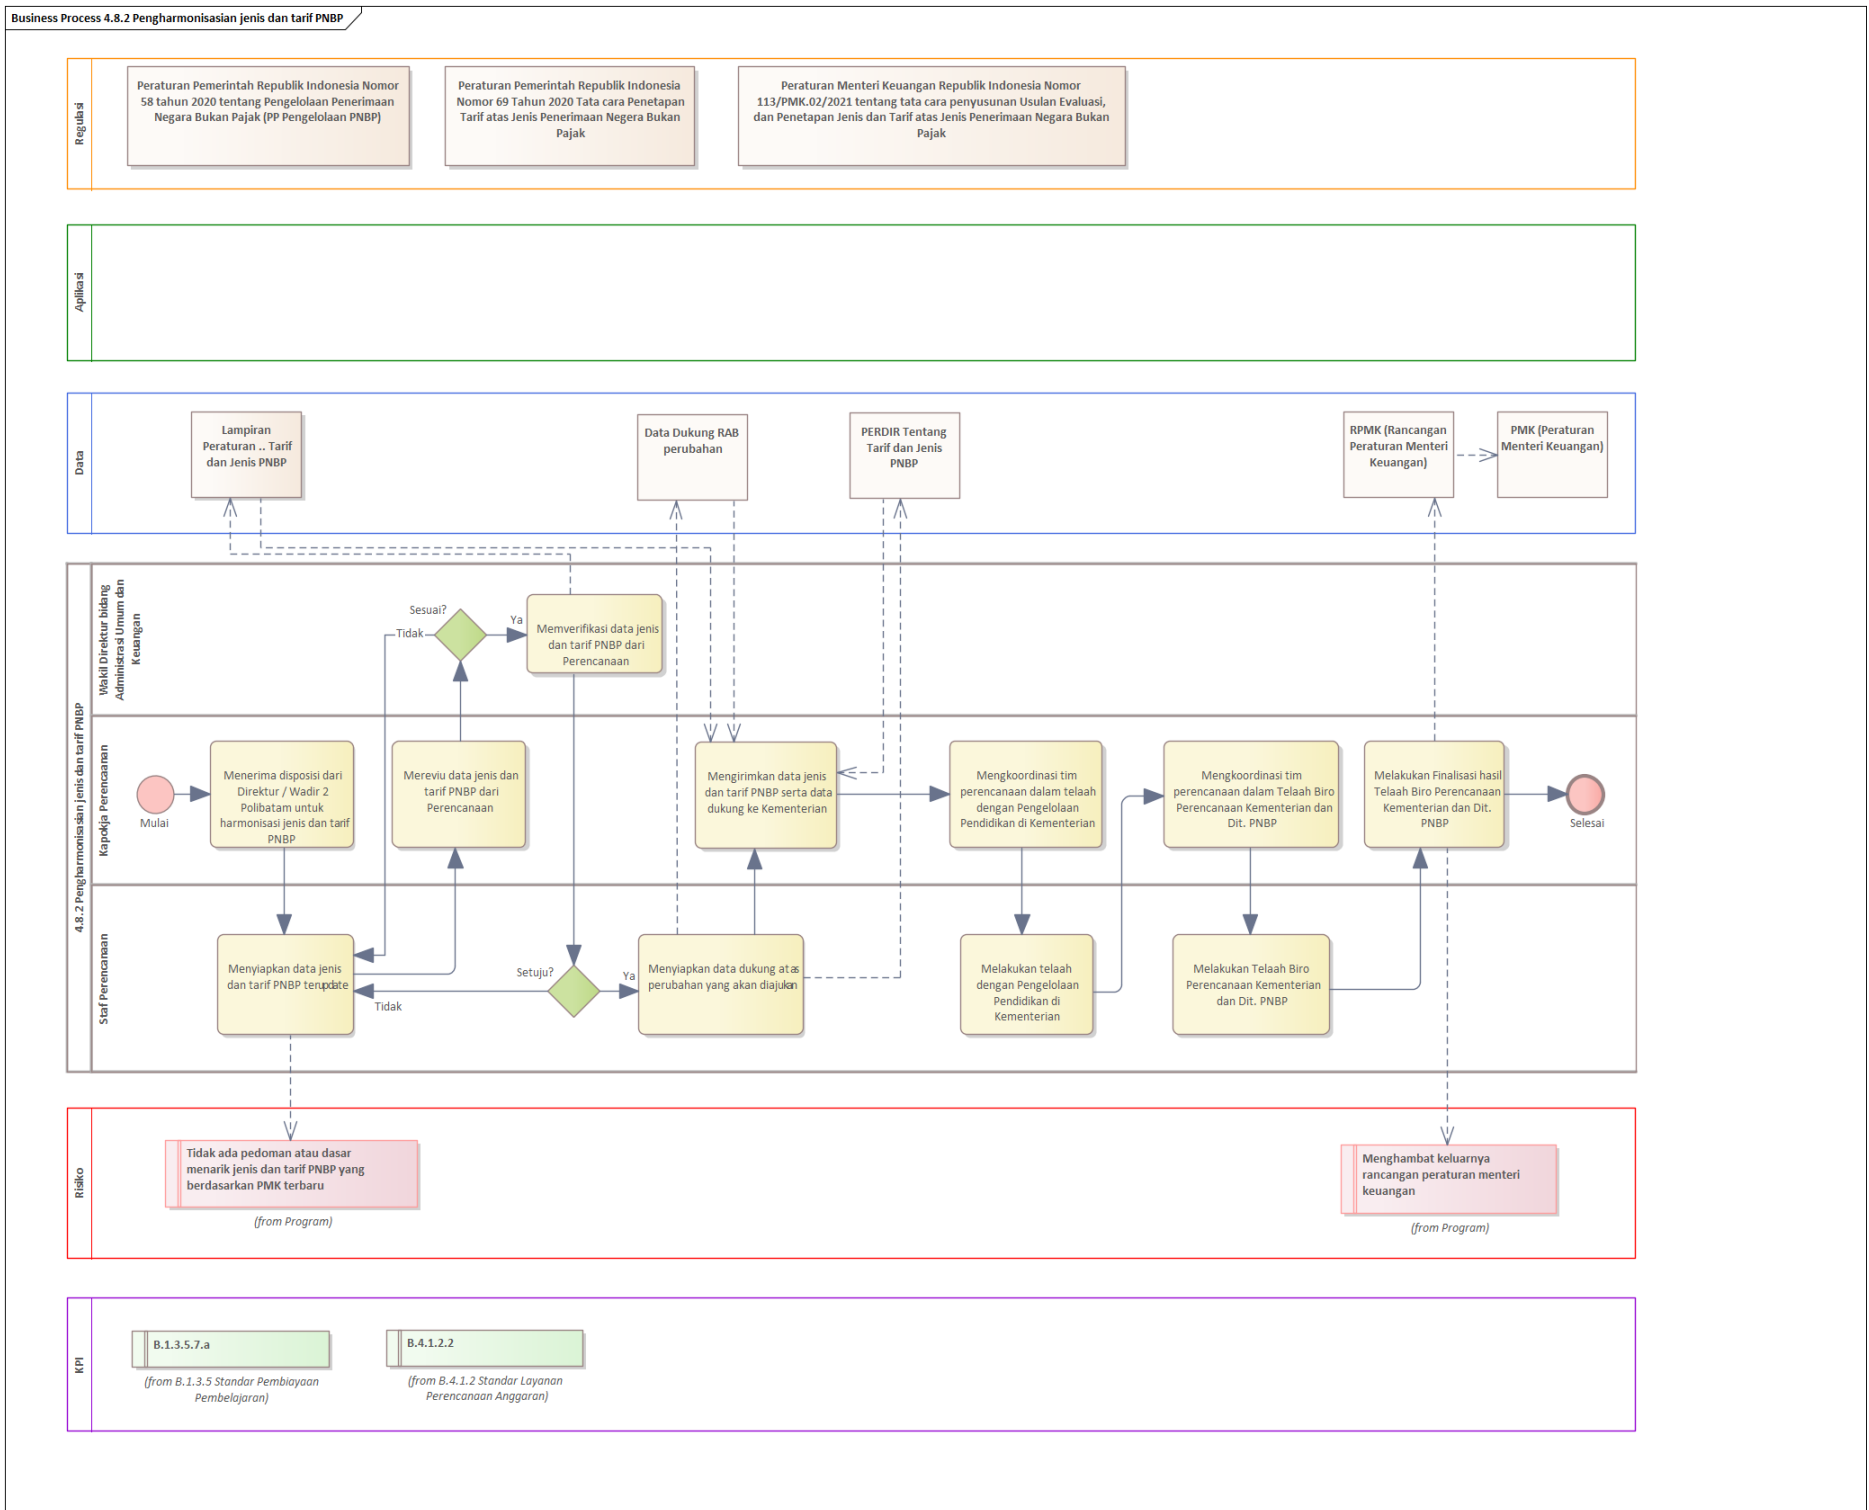 Business Process 4.8.2 Pengharmonisasian jenis dan tarif PNBP
Regulasi
Peraturan Pemerintah Republik Indonesia Nomor
58 tahun 2020 tentang Pengelolaan Penerimaan
Negara Bukan Pajak (PP Pengelolaan PNBP)
Peraturan Pemerintah Republik Indonesia
Nomor 69 Tahun 2020 Tata cara Penetapan
Tarif atas Jenis Penerimaan Negera Bukan
Pajak
Peraturan Menteri Keuangan Republik Indonesia Nomor
113/PMK.02/2021 tentang tata cara penyusunan Usulan Evaluasi,
dan Penetapan Jenis dan Tarif atas Jenis Penerimaan Negara Bukan
Pajak
Aplikasi
Data
Lampiran
Peraturan .. Tarif
dan Jenis PNBP
Data Dukung RAB
perubahan
PERDIR Tentang
Tarif dan Jenis
PNBP
RPMK (Rancangan
Peraturan Menteri
Keuangan)
PMK (Peraturan
Menteri Keuangan)
4.8.2 Pengharmonisasian jenis dan tarif PNBP
Wakil Direktur bidang
Administrasi Umum dan
Keuangan
Sesuai?
Tidak
Ya
Memverifikasi data jenis
dan tarif PNBP dari
Perencanaan
Kapokja Perencaanan
Mulai
Menerima disposisi dari
Direktur / Wadir 2
Polibatam untuk
harmonisasi jenis dan tarif
PNBP
Mereviu data jenis dan
tarif PNBP dari
Perencanaan
Mengirimkan data jenis
dan tarif PNBP serta data
dukung ke Kementerian
Mengkoordinasi tim
perencanaan dalam telaah
dengan Pengelolaan
Pendidikan di Kementerian
Mengkoordinasi tim
perencanaan dalam Telaah Biro
Perencanaan Kementerian dan
Dit. PNBP
Melakukan Finalisasi hasil
Telaah Biro Perencanaan
Kementerian dan Dit.
PNBP
Selesai
Staf Perencanaan
Menyiapkan data jenis
dan tarif PNBP terupdate
Setuju?
Ya
Tidak
Menyiapkan data dukung atas
perubahan yang akan diajukan
Melakukan telaah
dengan Pengelolaan
Pendidikan di
Kementerian
Melakukan Telaah Biro
Perencanaan Kementerian
dan Dit. PNBP
Risiko
Tidak ada pedoman atau dasar
menarik jenis dan tarif PNBP yang
berdasarkan PMK terbaru
(from Program)
Menghambat keluarnya
rancangan peraturan menteri
keuangan
(from Program)
KPI
B.1.3.5.7.a
(from B.1.3.5 Standar Pembiayaan
Pembelajaran)
B.4.1.2.2
(from B.4.1.2 Standar Layanan
Perencanaan Anggaran)